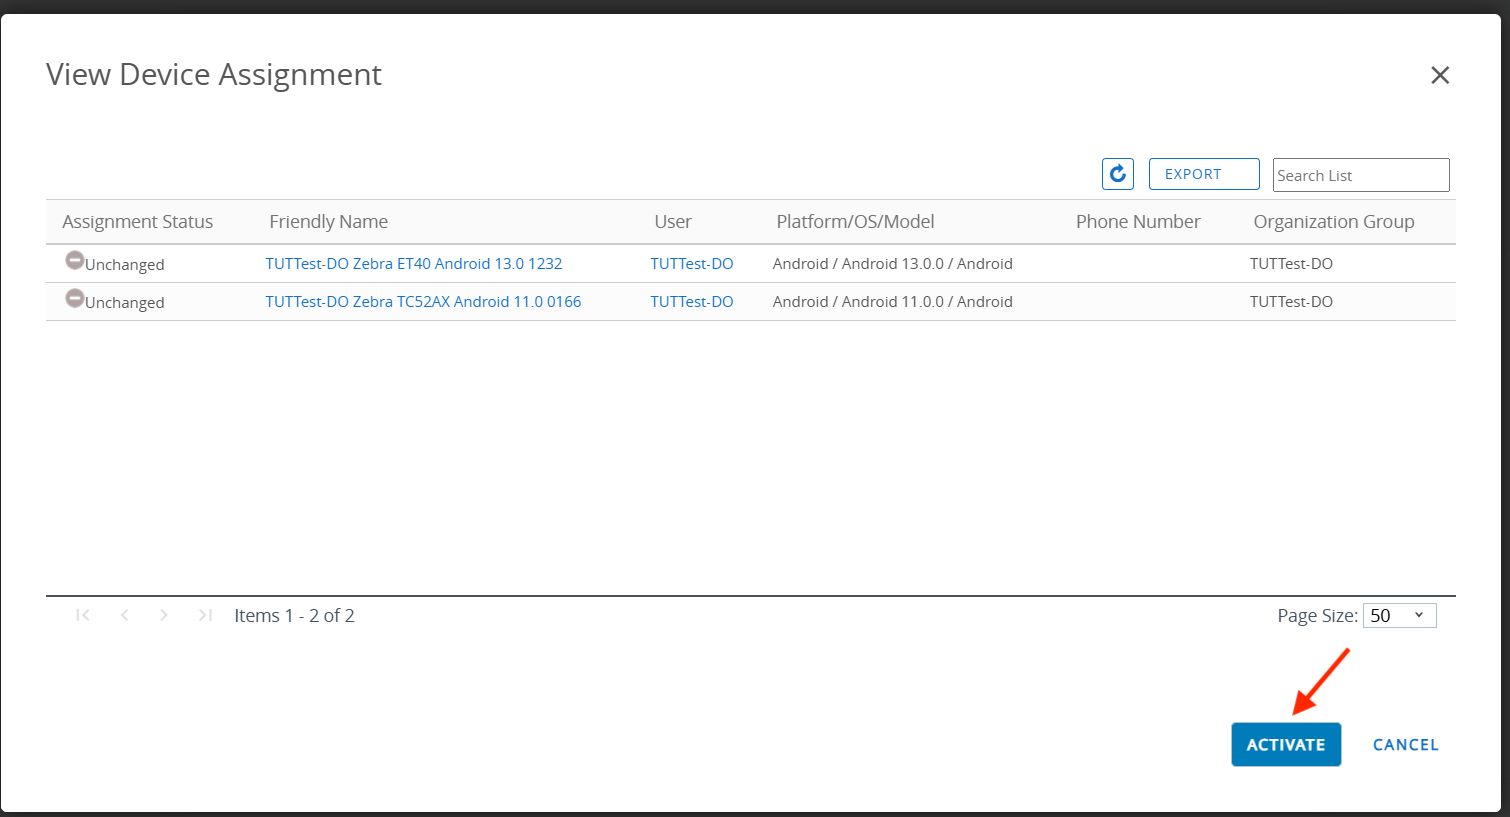 View Device Assignment
EXPORT Search List
Assignment Status Friendly Name User Platform/OS/Model Phone Number Organization Group
Unchanged TUTTest-DO Zebra ET40 Android 13.0 1232 TUTTest-DO Android / Android 13.0.0 / Android TUTTest-DO
Unchanged TUTTest-DO Zebra TC52AX Android 11.0 0166 TUTTest-DO Android / Android 11.0.0 / Android TUTTest-DO
Items 1 - 2 of 2 Page Size: 50
ACTIVATE CANCEL